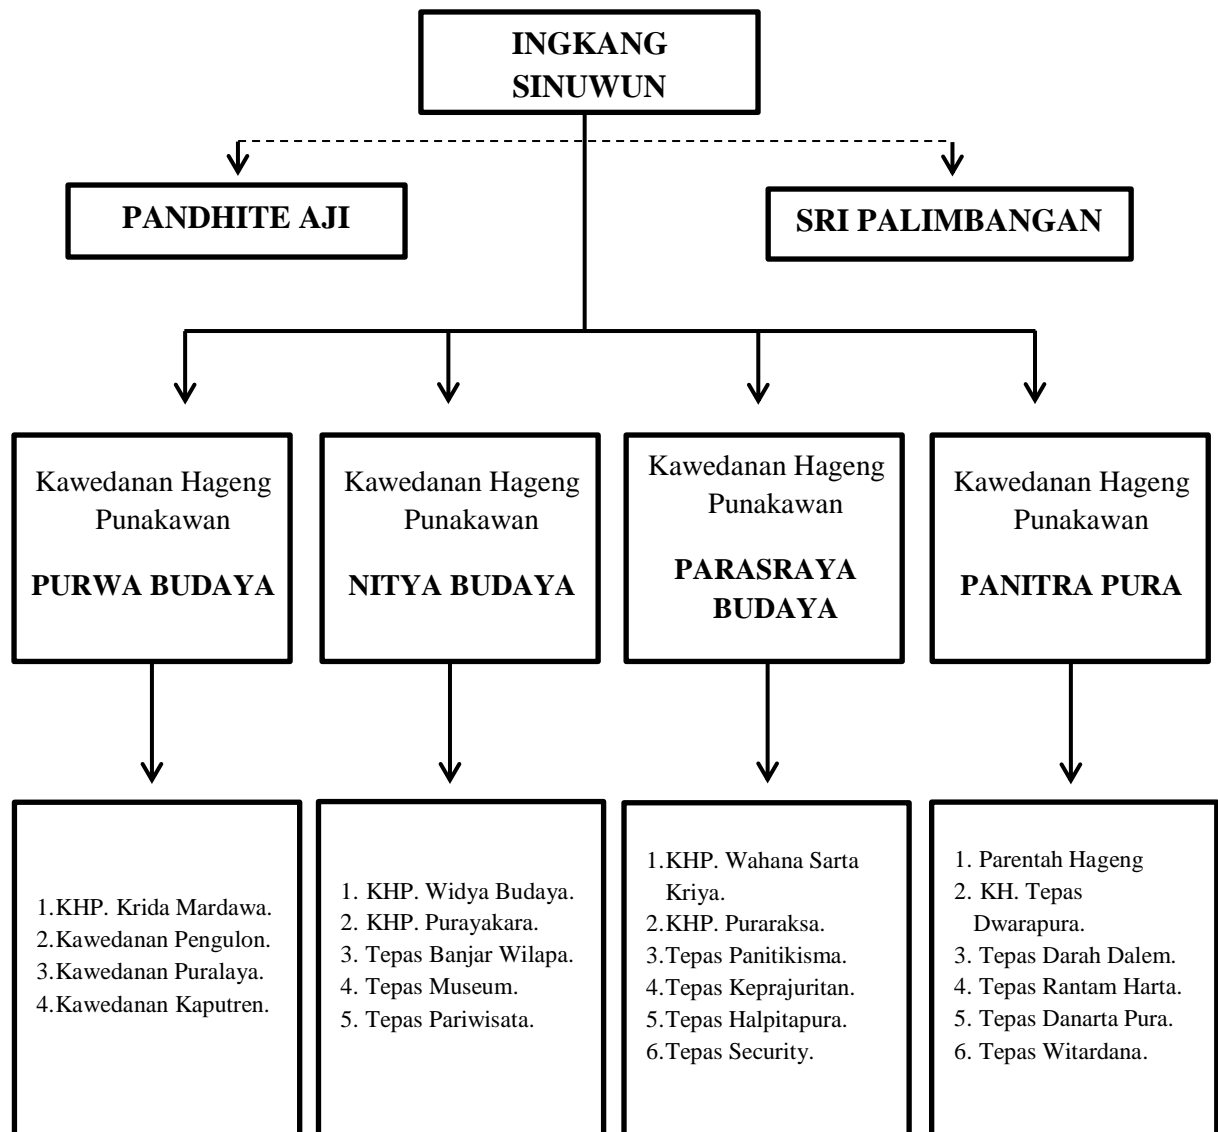 INGKANG
SINUWUN
PANDHITE AJI
SRI PALIMBANGAN
Kawedanan Hageng
Punakawan
PURWA BUDAYA
Kawedanan Hageng
Punakawan
NITYA BUDAYA
Kawedanan Hageng
Punakawan
PARASRAYA
BUDAYA
Kawedanan Hageng
Punakawan
PANITRA PURA
1.KHP. Krida Mardawa.
2.Kawedanan Pengulon.
3.Kawedanan Puralaya.
4.Kawedanan Kaputren.
1. KHP. Widya Budaya.
2. KHP. Purayakara.
3. Tepas Banjar Wilapa.
4. Tepas Museum.
5. Tepas Pariwisata.
1.KHP. Wahana Sarta
Kriya.
2.KHP. Puraraksa.
3.Tepas Panitikisma.
4.Tepas Keprajuritan.
5.Tepas Halpitapura.
6.Tepas Security.
1. Parentah Hageng
2. KH. Tepas
Dwarapura.
3. Tepas Darah Dalem.
4. Tepas Rantam Harta.
5. Tepas Danarta Pura.
6. Tepas Witardana.